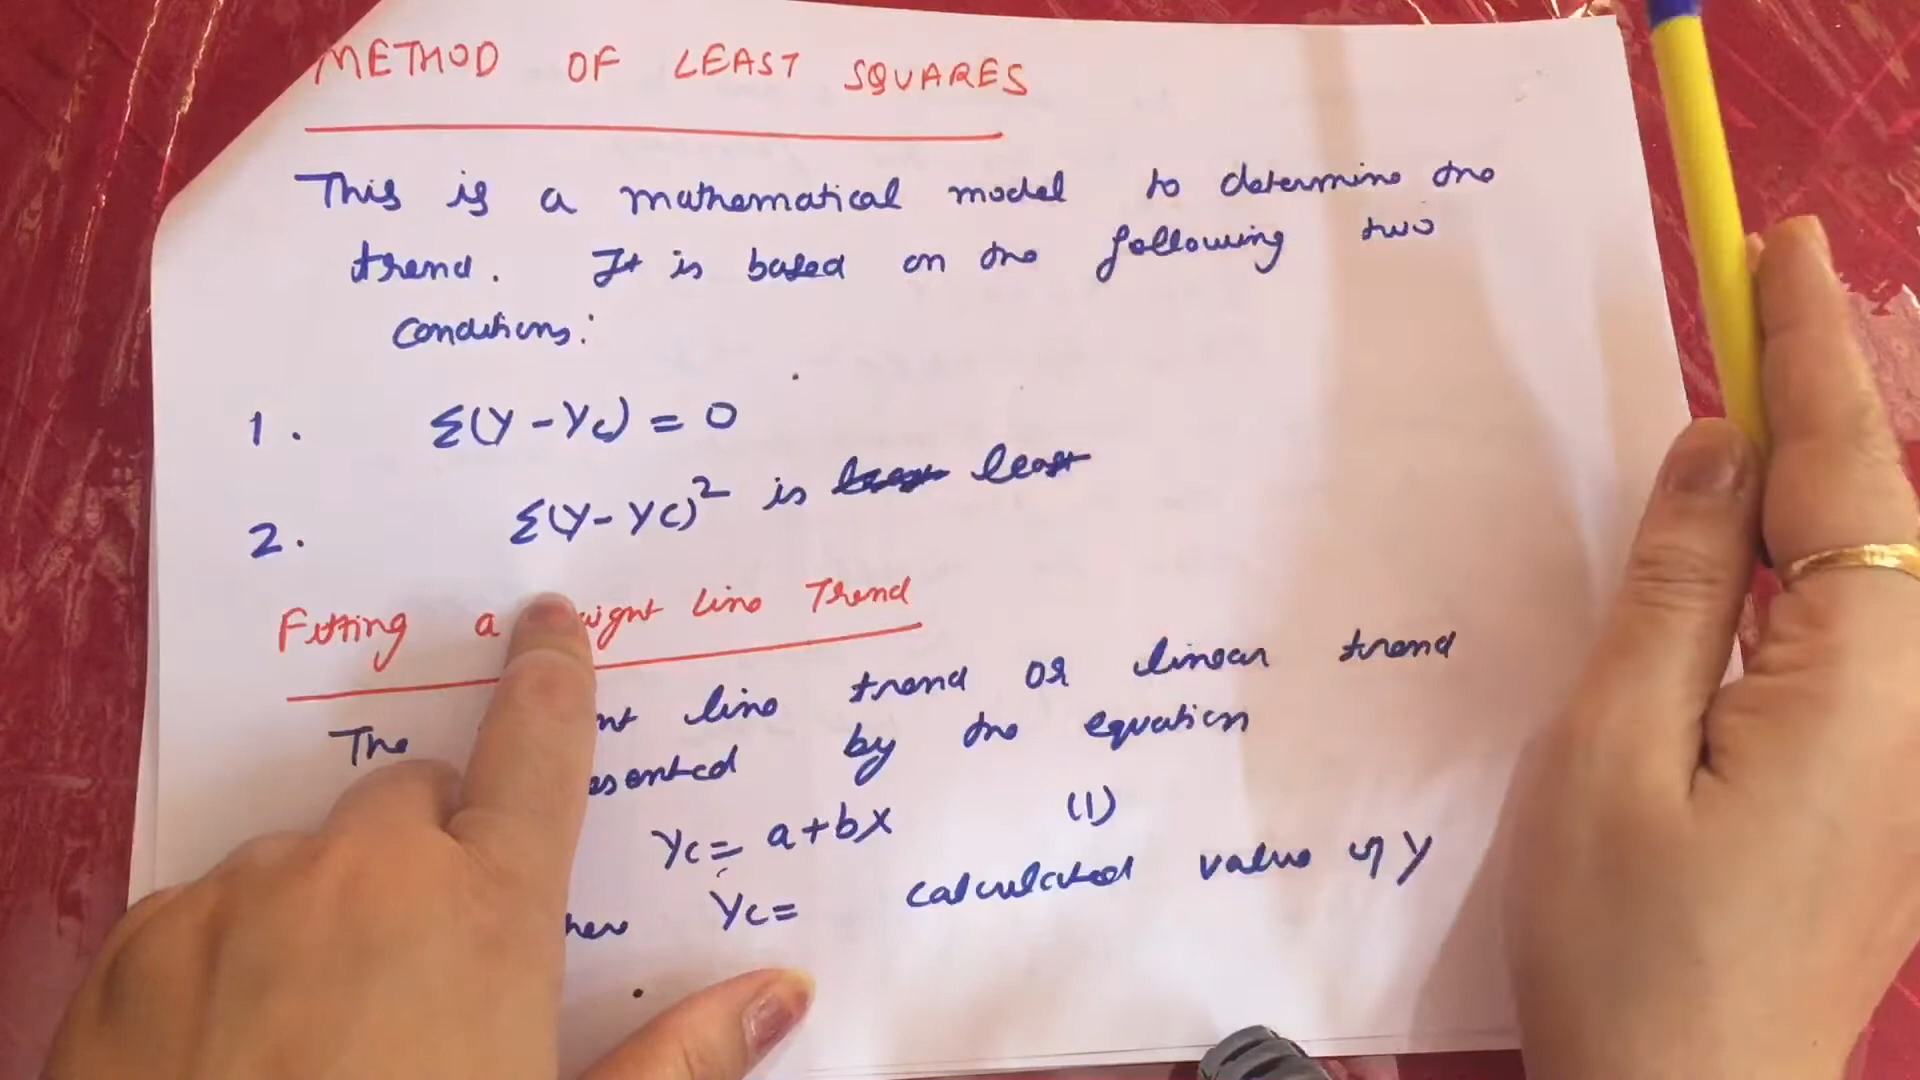 METHOD OF LEAST SQUARES
This is a mathematical model to determine the
trend. It is based on the following two
conditions:
1. Σ(Y-Yc) = 0
2. Σ(Y-Yc)² is least
Fitting a Line Trend
The line trend or linear trend
by the equation
Yc = a+bX (1)
Yc = calculated value of Y